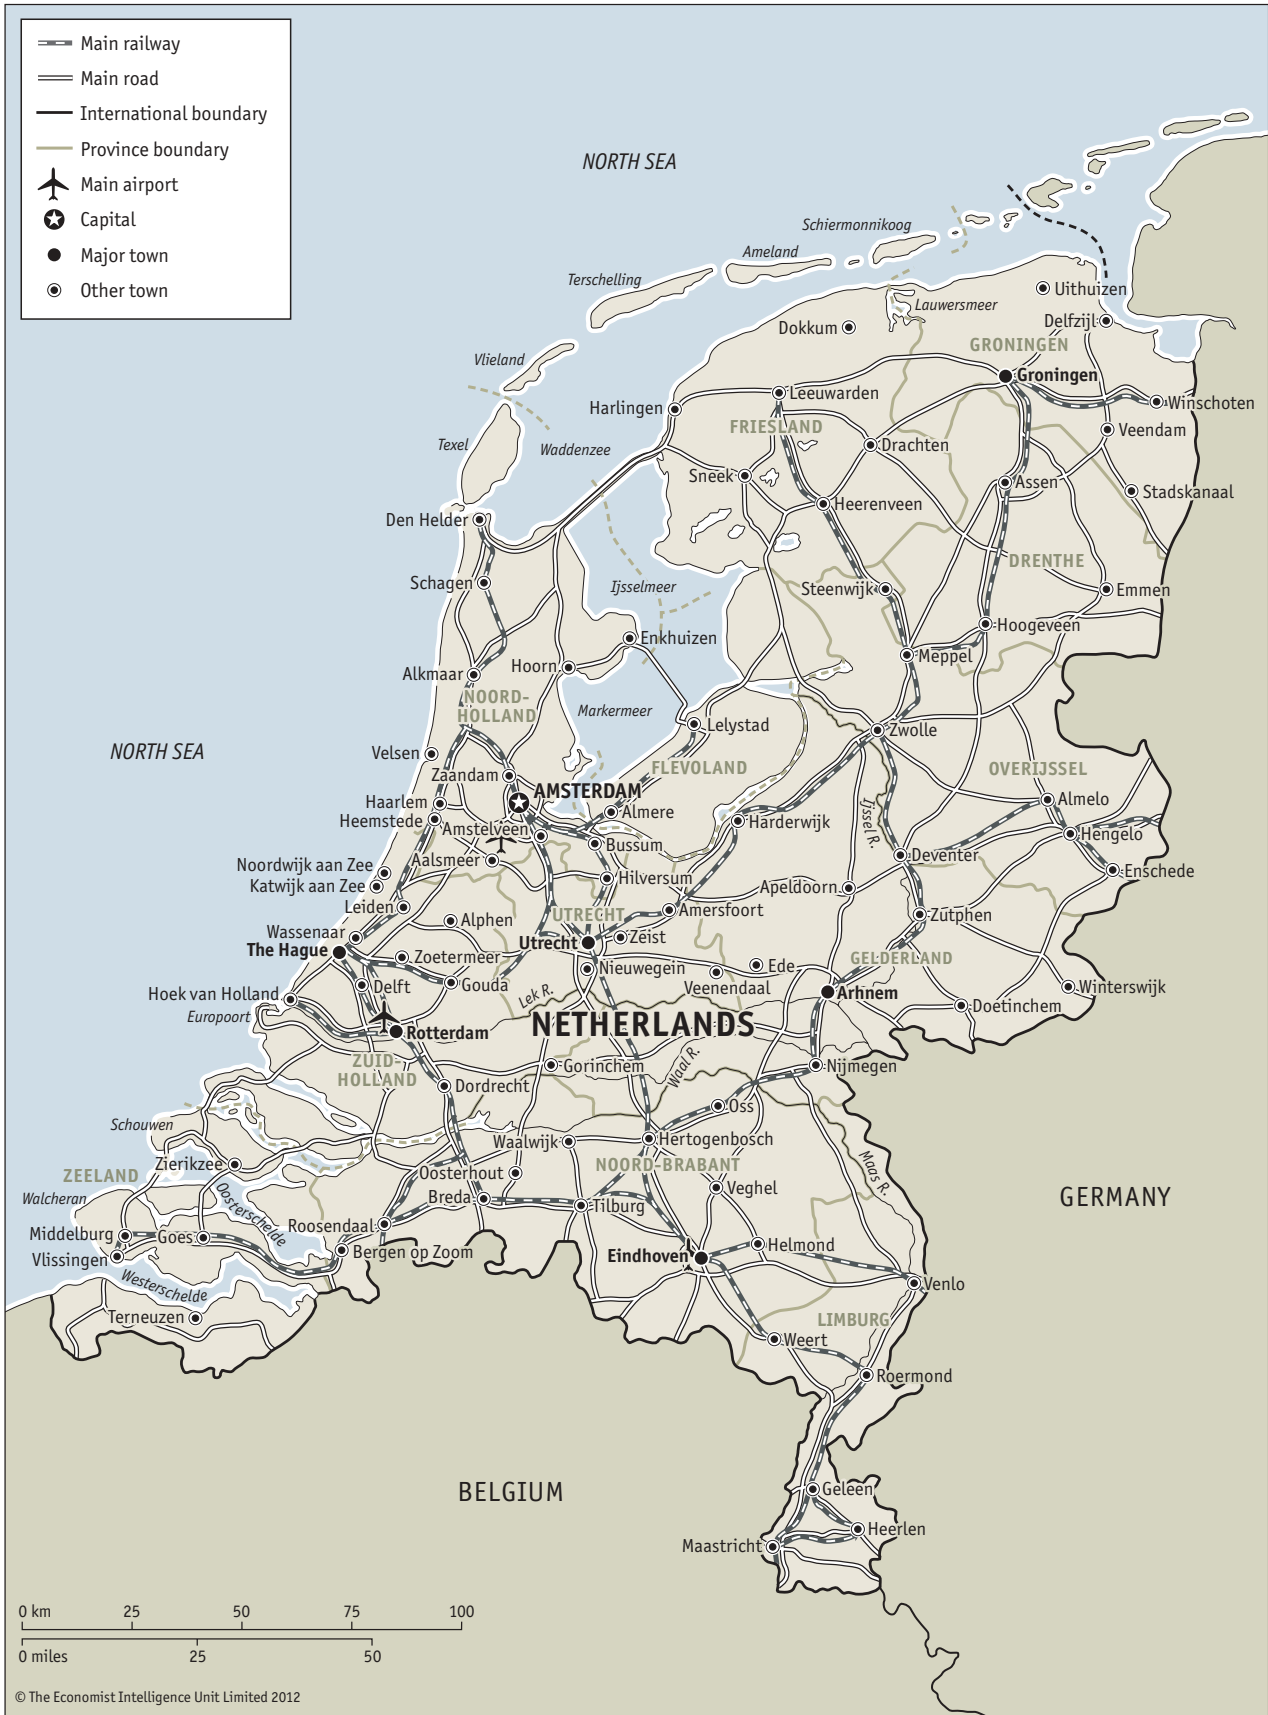 Main railway
Main road
International boundary
Province boundary
Main airport
Capital
Major town
Other town
NORTH SEA
Schiermonnikoog
Ameland
Terschelling
Vlieland
Texel
Waddenzee
Lauwersmeer
Uithuizen
Delfzijl
Dokkum
GRONINGEN
Groningen
Leeuwarden
Harlingen
FRIESLAND
Winschoten
Veendam
Drachten
Sneek
Assen
Stadskanaal
Heerenveen
Den Helder
DRENTHE
Schagen
Ijsselmeer
Steenwijk
Emmen
Hoogeveen
Enkhuizen
Meppel
Hoorn
Alkmaar
NOORD-
HOLLAND
Markermeer
Lelystad
Zwolle
NORTH SEA
Velsen
FLEVOLAND
OVERIJSSEL
Zaandam
AMSTERDAM
Almelo
Haarlem
Heemstede
Almere
Harderwijk
Ijssel R.
Hengelo
Amstelveen
Bussum
Aalsmeer
Deventer
Enschede
Noordwijk aan Zee
Katwijk aan Zee
Hilversum
Apeldoorn
Leiden
Alphen
UTRECHT
Amersfoort
Zutphen
Wassenaar
The Hague
Utrecht
Zeist
Zoetermeer
GELDERLAND
Nieuwegein
Ede
Veenendaal
Delft
Gouda
Hoek van Holland
Lek R.
Arhnem
Winterswijk
Doetinchem
Europoort
Rotterdam
NETHERLANDS
ZUID-
HOLLAND
Gorinchem
Waal R.
Nijmegen
Dordrecht
Oss
Schouwen
Waalwijk
Hertogenbosch
Zierikzee
ZEELAND
Oosterhout
NOORD-BRABANT
Maas R.
Walcheren
Oosterschelde
Breda
Tilburg
Veghel
GERMANY
Roosendaal
Middelburg
Goes
Bergen op Zoom
Helmond
Vlissingen
Eindhoven
Westerschelde
Venlo
Terneuzen
LIMBURG
Weert
Roermond
BELGIUM
Geleen
Heerlen
Maastricht
0 km 25 50 75 100
0 miles 25 50
© The Economist Intelligence Unit Limited 2012